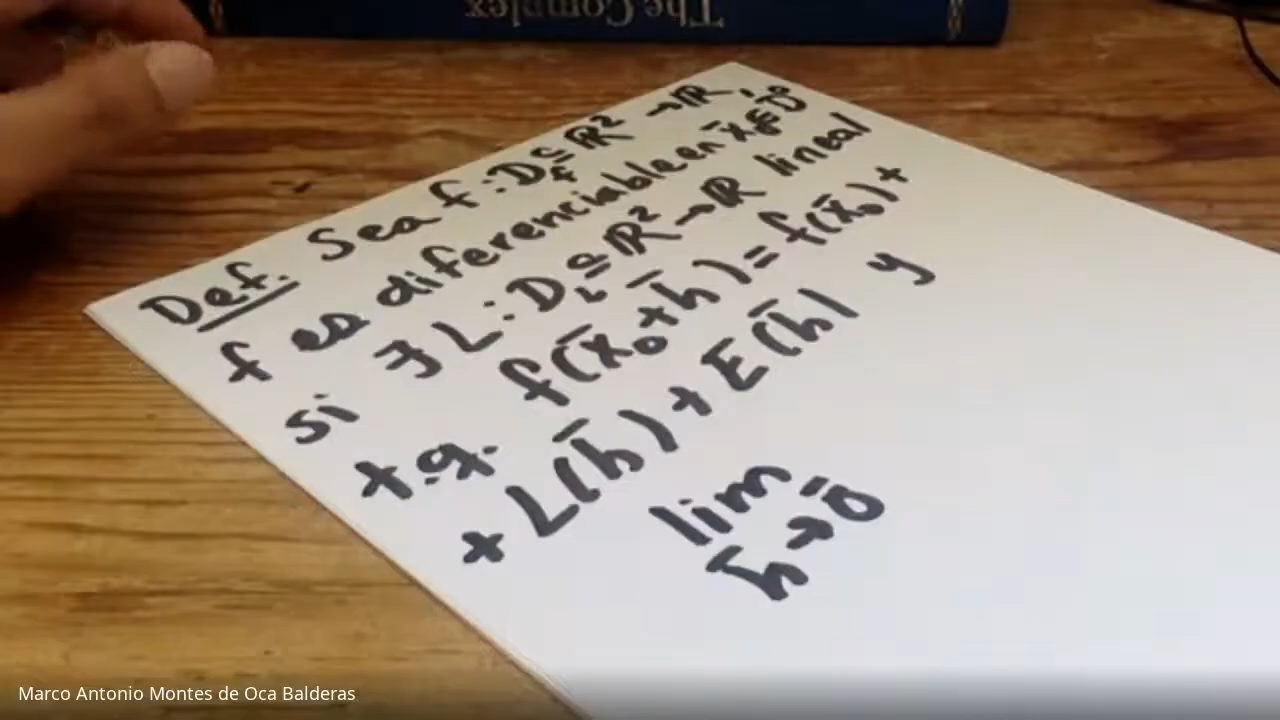 The Complex
Def. Sea f: D_f ⊆ ℝ² → ℝ,
f es diferenciable en x̄₀ ∈ D°
si ∃ L: D_L ⊆ ℝ² → ℝ lineal
t.q. f(x̄₀+h̄) = f(x̄₀) +
+ L(h̄) + E(h̄) y
lim
h̄→0̄
Marco Antonio Montes de Oca Balderas